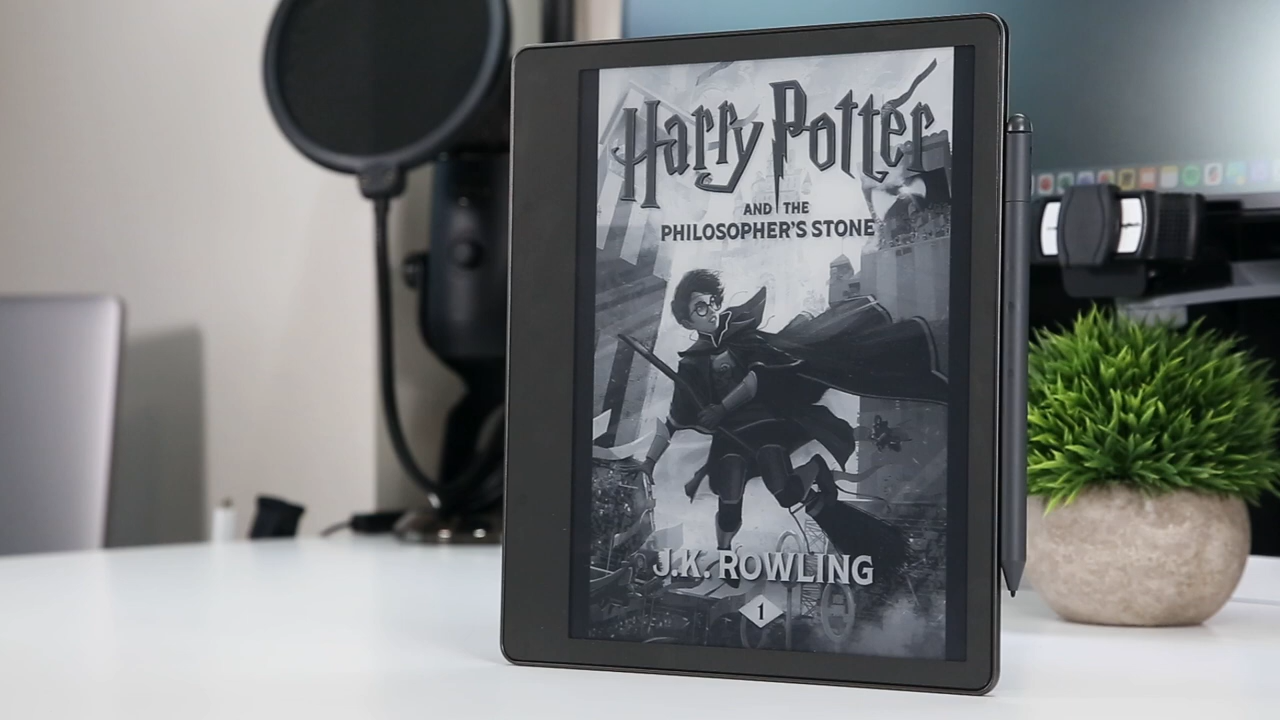 Harry Potter
AND THE
PHILOSOPHER'S STONE
J.K. ROWLING
1